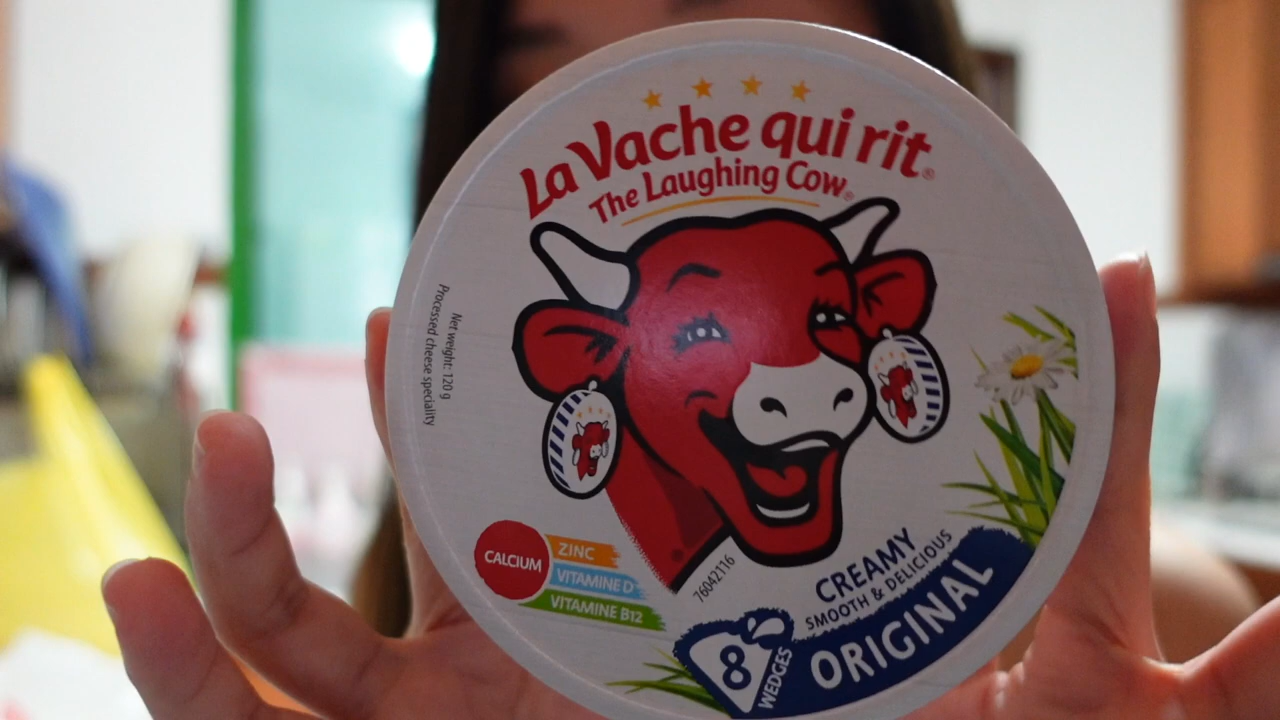 La Vache qui rit®
The Laughing Cow®
Net weight: 120 g
Processed cheese speciality
CALCIUM
ZINC
VITAMINE D
VITAMINE B12
76042116
CREAMY
SMOOTH & DELICIOUS
ORIGINAL
8
WEDGES